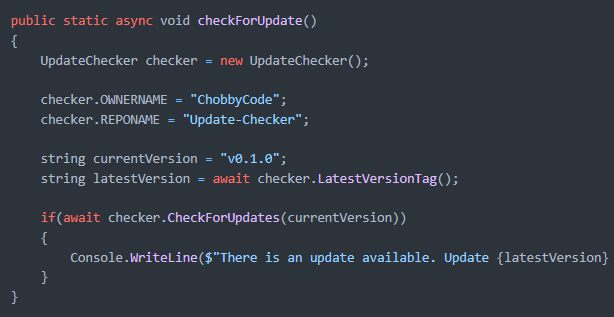 public static async void checkForUpdate()
{
    UpdateChecker checker = new UpdateChecker();

    checker.OWNERNAME = "ChobbyCode";
    checker.REPONAME = "Update-Checker";

    string currentVersion = "v0.1.0";
    string latestVersion = await checker.LatestVersionTag();

    if(await checker.CheckForUpdates(currentVersion))
    {
        Console.WriteLine($"There is an update available. Update {latestVersion}
    }
}